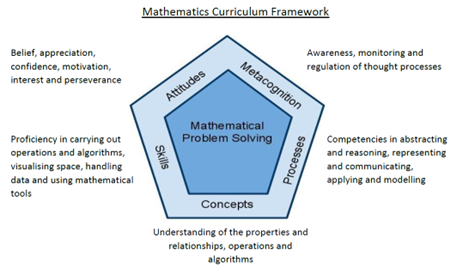 Mathematics Curriculum Framework
Belief, appreciation,
confidence, motivation,
interest and perseverance
Awareness, monitoring and
regulation of thought processes
Attitudes
Metacognition
Mathematical
Problem Solving
Proficiency in carrying out
operations and algorithms,
visualising space, handling
data and using mathematical
tools
Skills
Processes
Competencies in abstracting
and reasoning, representing
and communicating,
applying and modelling
Concepts
Understanding of the properties and
relationships, operations and
algorithms